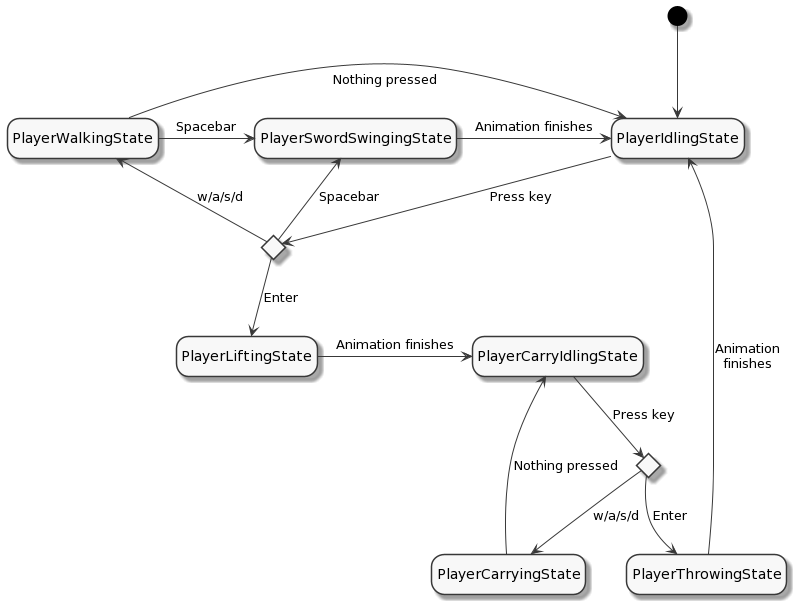 Nothing pressed
PlayerWalkingState
Spacebar
PlayerSwordSwingingState
Animation finishes
PlayerIdlingState
w/a/s/d
Spacebar
Press key
Enter
PlayerLiftingState
Animation finishes
PlayerCarryIdlingState
Animation
finishes
Press key
Nothing pressed
w/a/s/d
Enter
PlayerCarryingState
PlayerThrowingState